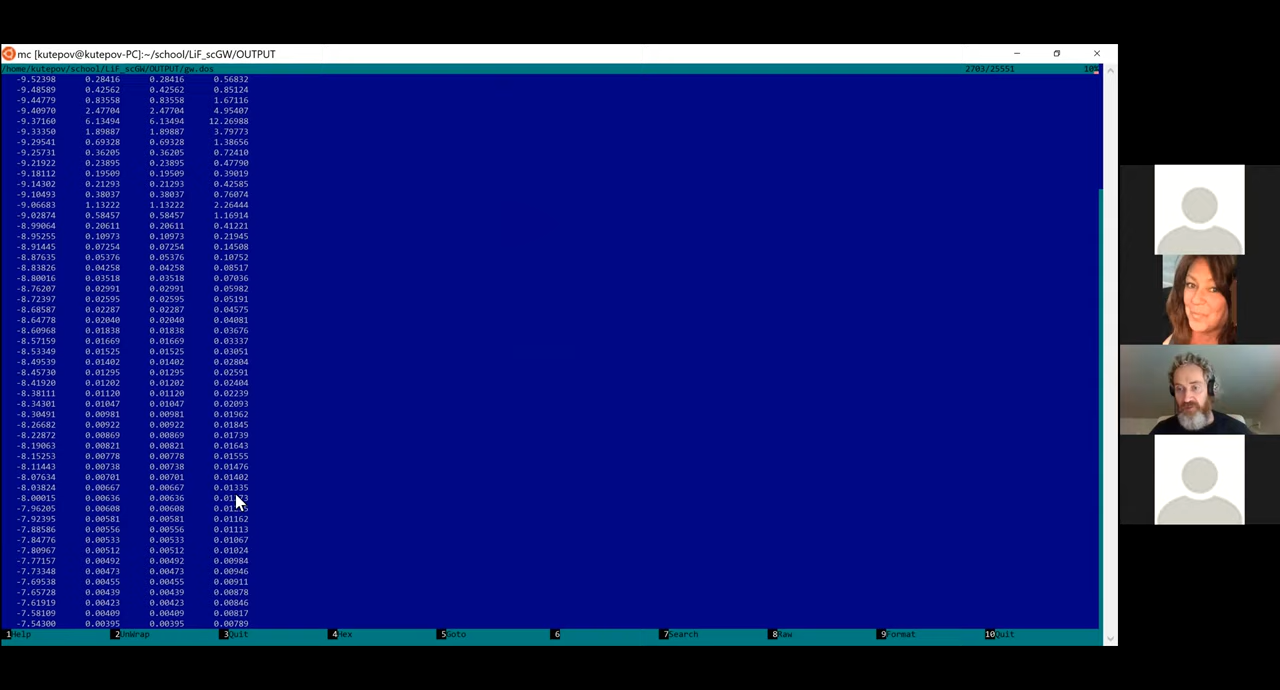 mc [kutepov@kutepov-PC]:~/school/LiF_scGW/OUTPUT
/home/kutepov/school/LiF_scGW/OUTPUT/gw.dos 2703/25551 10%
-9.52398 0.28416 0.28416 0.56832
-9.48589 0.42562 0.42562 0.85124
-9.44779 0.83558 0.83558 1.67116
-9.40970 2.47704 2.47704 4.95407
-9.37160 6.13494 6.13494 12.26988
-9.33350 1.89887 1.89887 3.79773
-9.29541 0.69328 0.69328 1.38656
-9.25731 0.36205 0.36205 0.72410
-9.21922 0.23895 0.23895 0.47790
-9.18112 0.19509 0.19509 0.39019
-9.14302 0.21293 0.21293 0.42585
-9.10493 0.38037 0.38037 0.76074
-9.06683 1.13222 1.13222 2.26444
-9.02874 0.58457 0.58457 1.16914
-8.99064 0.20611 0.20611 0.41221
-8.95255 0.10973 0.10973 0.21945
-8.91445 0.07254 0.07254 0.14508
-8.87635 0.05376 0.05376 0.10752
-8.83826 0.04258 0.04258 0.08517
-8.80016 0.03518 0.03518 0.07036
-8.76207 0.02991 0.02991 0.05982
-8.72397 0.02595 0.02595 0.05191
-8.68587 0.02287 0.02287 0.04575
-8.64778 0.02040 0.02040 0.04081
-8.60968 0.01838 0.01838 0.03676
-8.57159 0.01669 0.01669 0.03337
-8.53349 0.01525 0.01525 0.03051
-8.49539 0.01402 0.01402 0.02804
-8.45730 0.01295 0.01295 0.02591
-8.41920 0.01202 0.01202 0.02404
-8.38111 0.01120 0.01120 0.02239
-8.34301 0.01047 0.01047 0.02093
-8.30491 0.00981 0.00981 0.01962
-8.26682 0.00922 0.00922 0.01845
-8.22872 0.00869 0.00869 0.01739
-8.19063 0.00821 0.00821 0.01643
-8.15253 0.00778 0.00778 0.01555
-8.11443 0.00738 0.00738 0.01476
-8.07634 0.00701 0.00701 0.01402
-8.03824 0.00667 0.00667 0.01335
-8.00015 0.00636 0.00636
-7.96205 0.00608 0.00608
-7.92395 0.00581 0.00581 0.01162
-7.88586 0.00556 0.00556 0.01113
-7.84776 0.00533 0.00533 0.01067
-7.80967 0.00512 0.00512 0.01024
-7.77157 0.00492 0.00492 0.00984
-7.73348 0.00473 0.00473 0.00946
-7.69538 0.00455 0.00455 0.00911
-7.65728 0.00439 0.00439 0.00878
-7.61919 0.00423 0.00423 0.00846
-7.58109 0.00409 0.00409 0.00817
-7.54300 0.00395 0.00395 0.00789
1Help 2UnWrap 3Quit 4Hex 5Goto 6 7Search 8Raw 9Format 10Quit